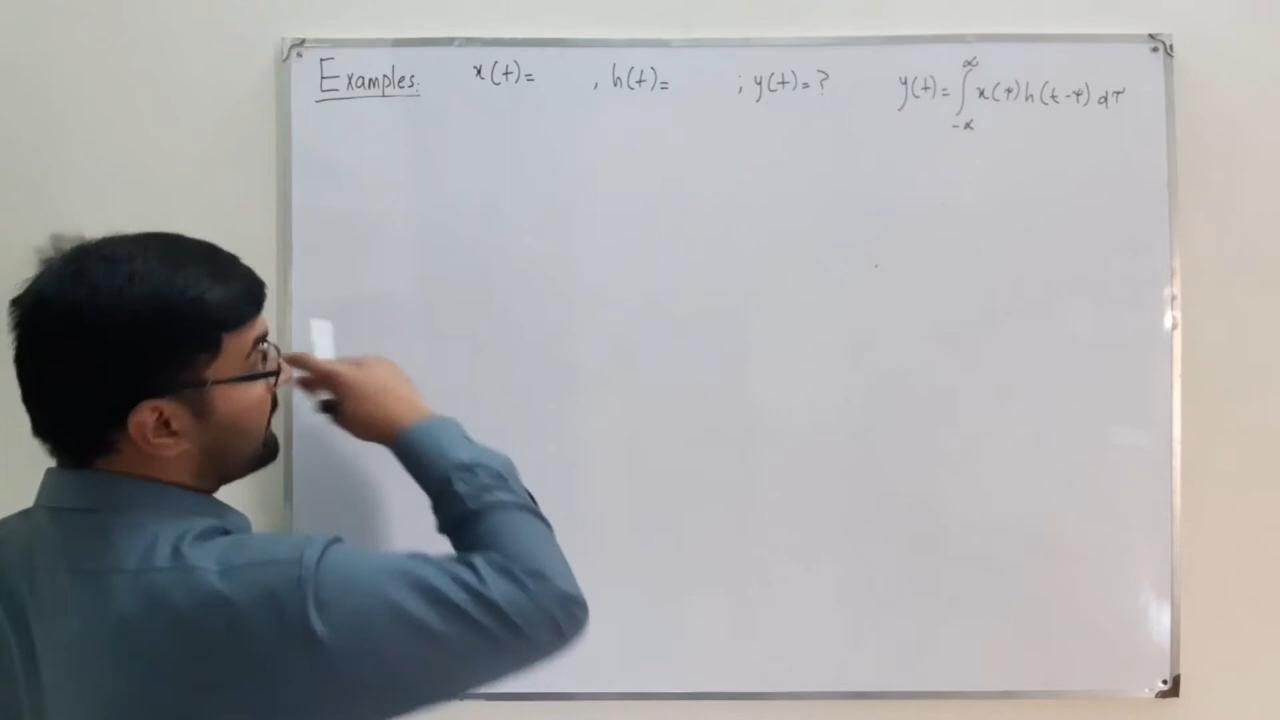 Examples: x(t)= , h(t)= ; y(t)=? y(t)=∫_{-∞}^{∞} x(τ)h(t-τ)dτ